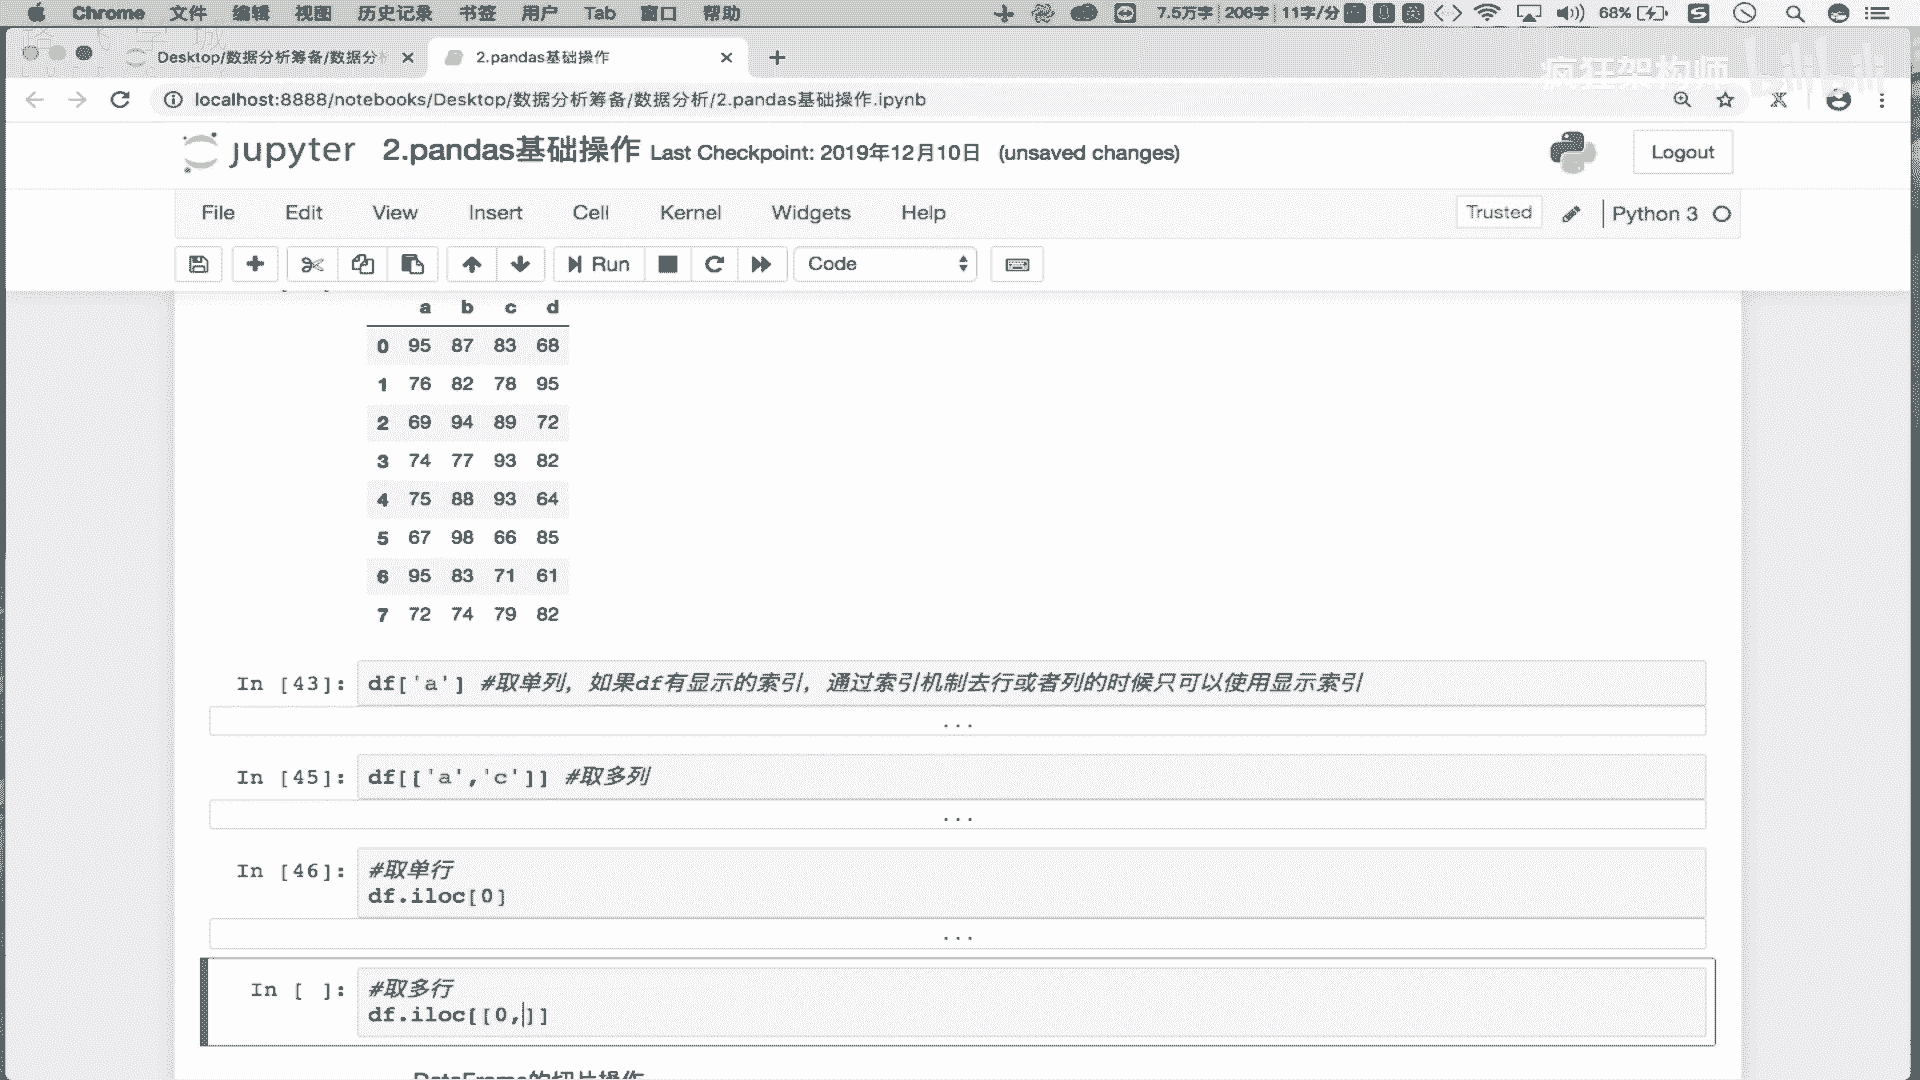 Chrome 文件 编辑 视图 历史记录 书签 用户 Tab 窗口 帮助 7.5万字 206字 11字/分 68%
Desktop/数据分析筹备/数据分析
2.pandas基础操作
疯狂架构师
bilibili
localhost:8888/notebooks/Desktop/数据分析筹备/数据分析/2.pandas基础操作.ipynb
jupyter 2.pandas基础操作 Last Checkpoint: 2019年12月10日 (unsaved changes)
Logout
File Edit View Insert Cell Kernel Widgets Help
Trusted Python 3
Run Code
a b c d
0 95 87 83 68
1 76 82 78 95
2 69 94 89 72
3 74 77 93 82
4 75 88 93 64
5 67 98 66 85
6 95 83 71 61
7 72 74 79 82
In [43]: df['a'] #取单列，如果df有显示的索引，通过索引机制去行或者列的时候只可以使用显示索引
...
In [45]: df[['a','c']] #取多列
...
In [46]: #取单行
df.iloc[0]
...
In [ ]: #取多行
df.iloc[[0,]]
DataFrame的切片操作